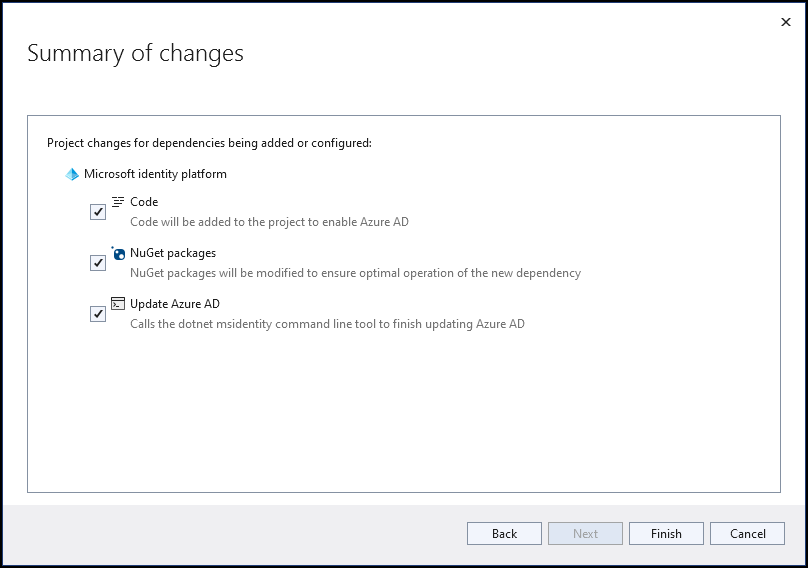 Summary of changes
Project changes for dependencies being added or configured:
Microsoft identity platform
Code
Code will be added to the project to enable Azure AD
NuGet packages
NuGet packages will be modified to ensure optimal operation of the new dependency
Update Azure AD
Calls the dotnet msidentity command line tool to finish updating Azure AD
Back Next Finish Cancel